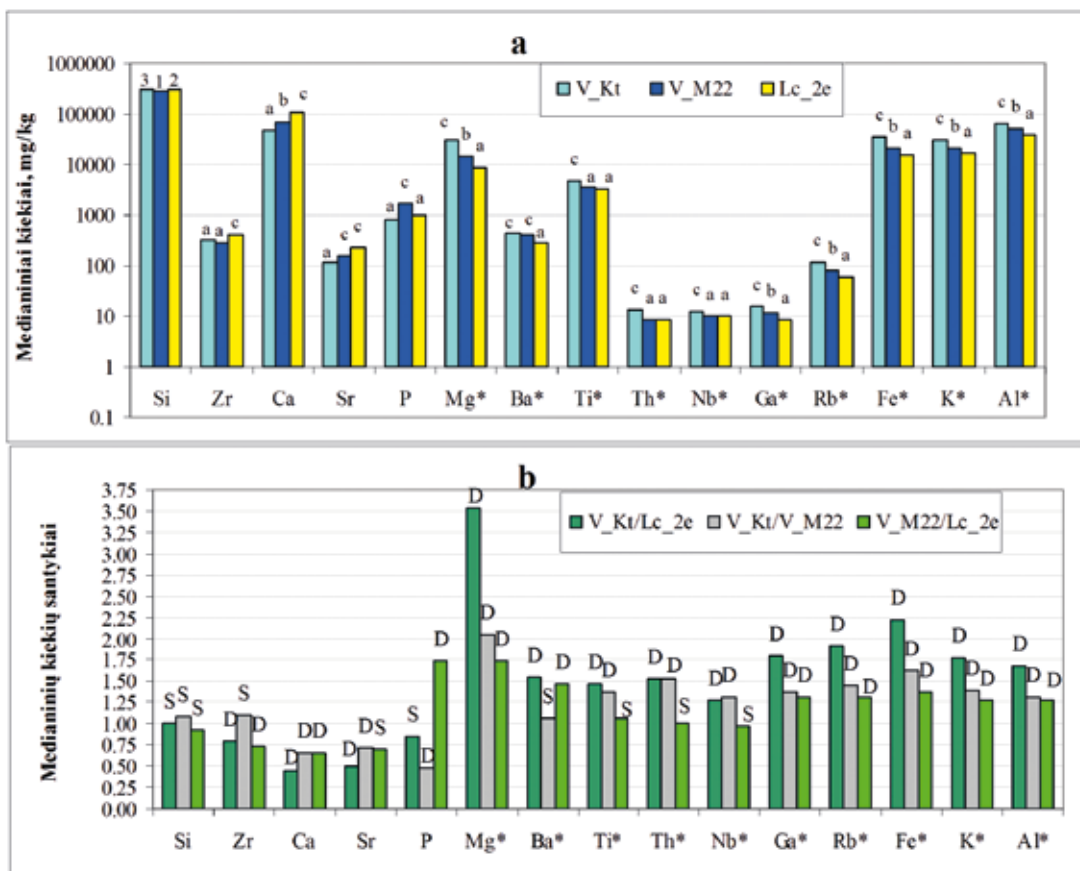 a
Medianiniai kiekiai, mg/kg
1000000
100000
10000
1000
100
10
1
0.1
V_Kt V_M22 Lc_2e
3 1 2 a a c a b c a c c a c a c b a c c a c a a c a a c a a c b a c b a c b a c b a c b a
Si Zr Ca Sr P Mg* Ba* Ti* Th* Nb* Ga* Rb* Fe* K* Al*
b
Medianinių kiekių santykiai
3.75
3.50
3.25
3.00
2.75
2.50
2.25
2.00
1.75
1.50
1.25
1.00
0.75
0.50
0.25
0.00
V_Kt/Lc_2e V_Kt/V_M22 V_M22/Lc_2e
S S S D S D D D D D D S S D D D D D D S D D D S D D S D D S D D D D D D D D D D D D D D D
Si Zr Ca Sr P Mg* Ba* Ti* Th* Nb* Ga* Rb* Fe* K* Al*